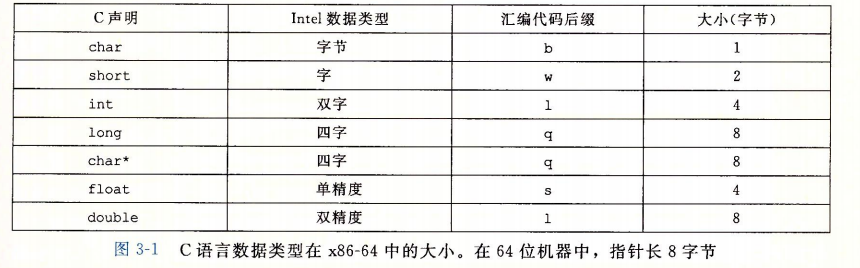 C声明 Intel 数据类型 汇编代码后缀 大小(字节)
char 字节 b 1
short 字 w 2
int 双字 l 4
long 四字 q 8
char* 四字 q 8
float 单精度 s 4
double 双精度 l 8
图 3-1 C 语言数据类型在 x86-64 中的大小。在 64 位机器中，指针长 8 字节